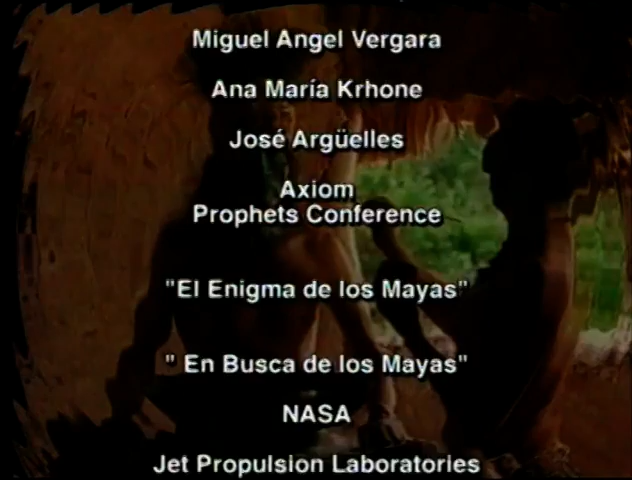 Miguel Angel Vergara
Ana María Krhone
José Argüelles
Axiom
Prophets Conference
"El Enigma de los Mayas"
" En Busca de los Mayas"
NASA
Jet Propulsion Laboratories